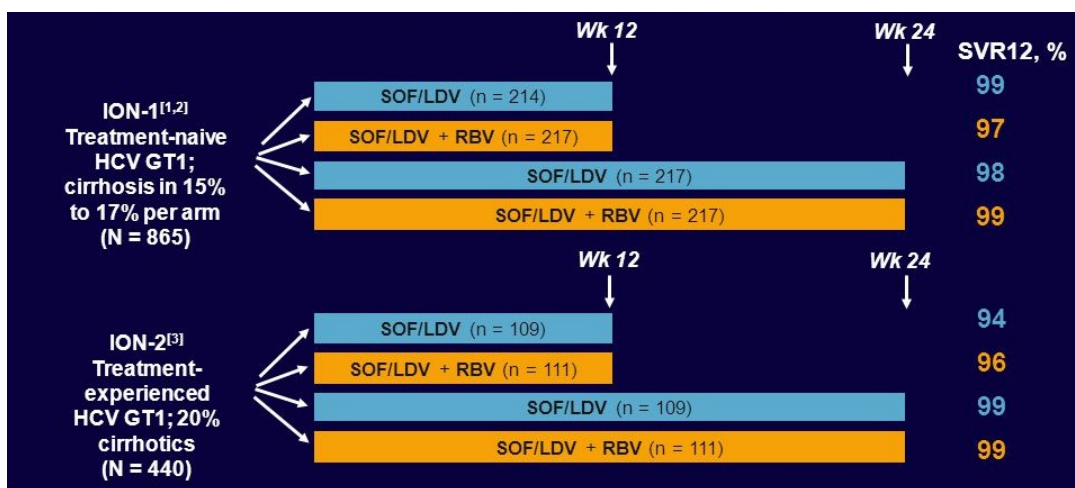 Wk 12
Wk 24
SVR12, %
ION-1[1,2]
Treatment-naive
HCV GT1;
cirrhosis in 15%
to 17% per arm
(N = 865)
SOF/LDV (n = 214)
99
SOF/LDV + RBV (n = 217)
97
SOF/LDV (n = 217)
98
SOF/LDV + RBV (n = 217)
99
Wk 12
Wk 24
ION-2[3]
Treatment-
experienced
HCV GT1; 20%
cirrhotics
(N = 440)
SOF/LDV (n = 109)
94
SOF/LDV + RBV (n = 111)
96
SOF/LDV (n = 109)
99
SOF/LDV + RBV (n = 111)
99